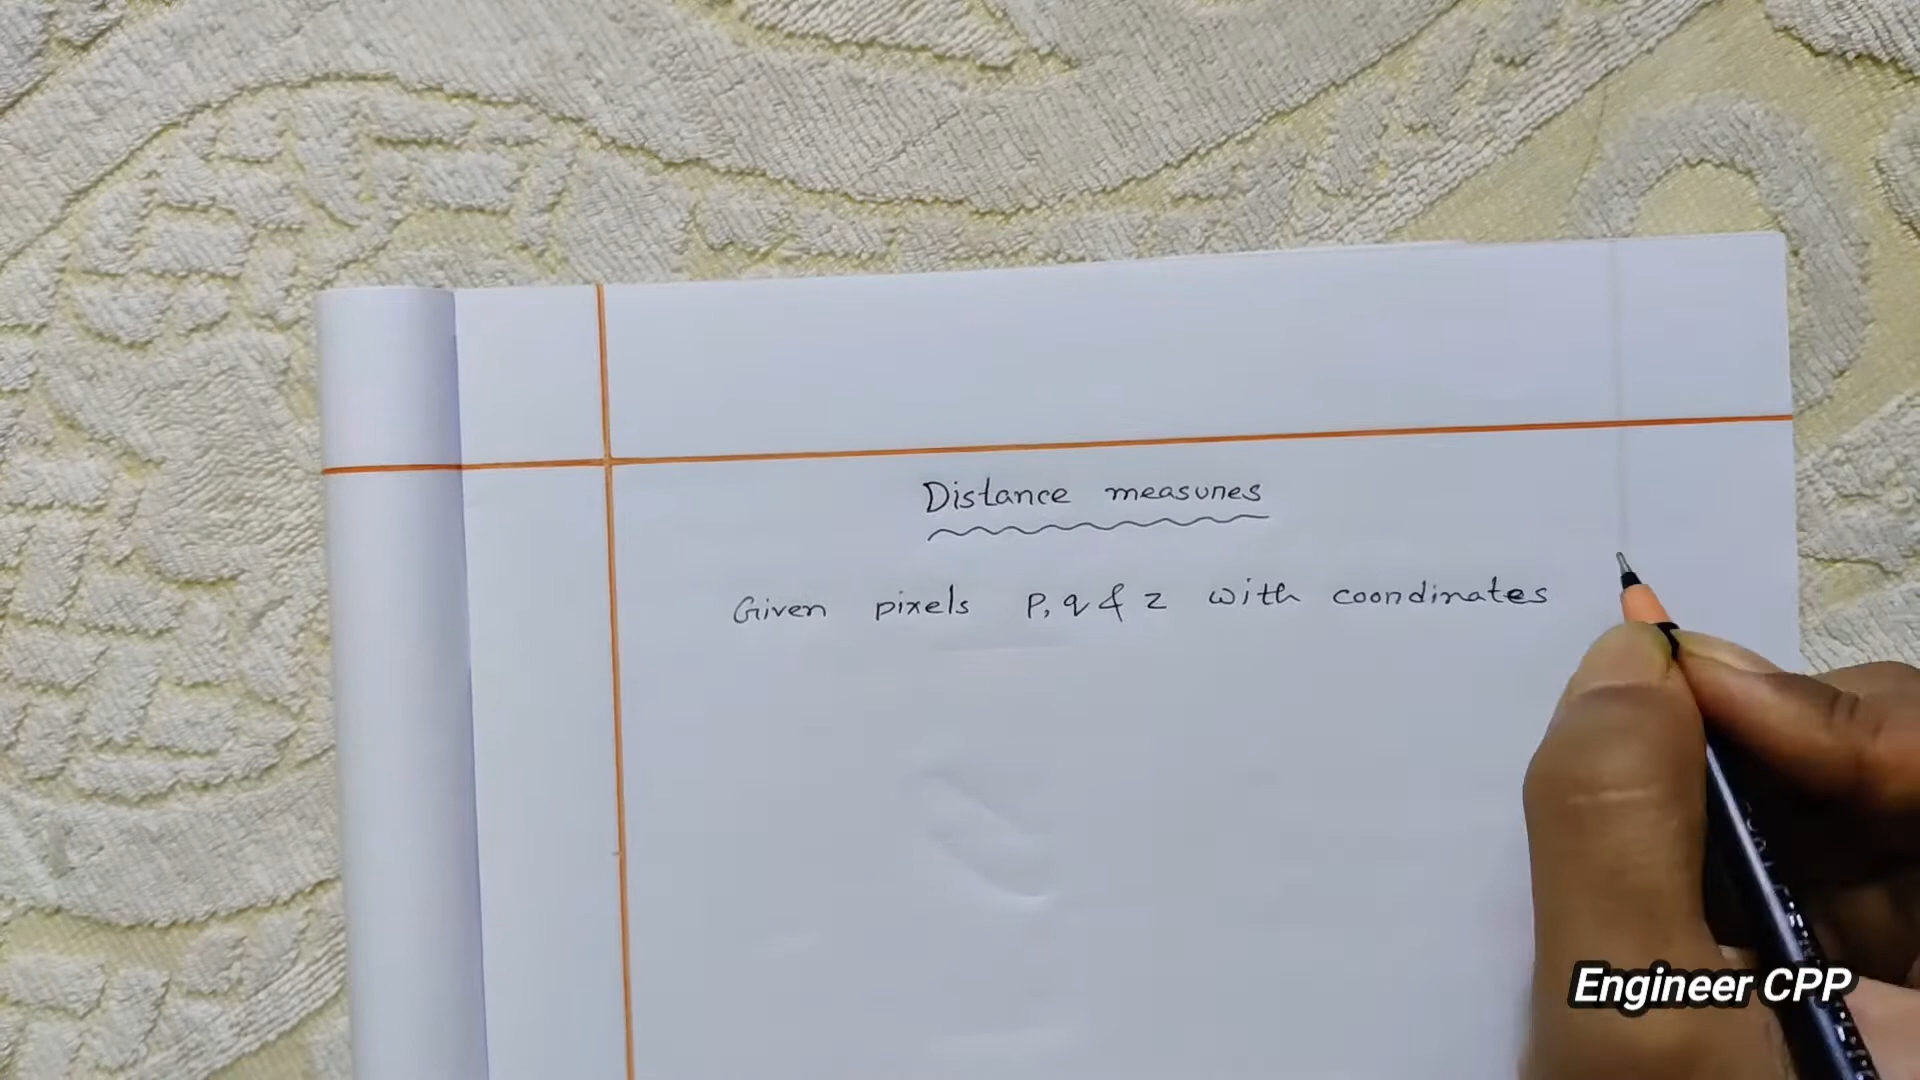 Distance measures
Given pixels p, q & z with coordinates
Engineer CPP